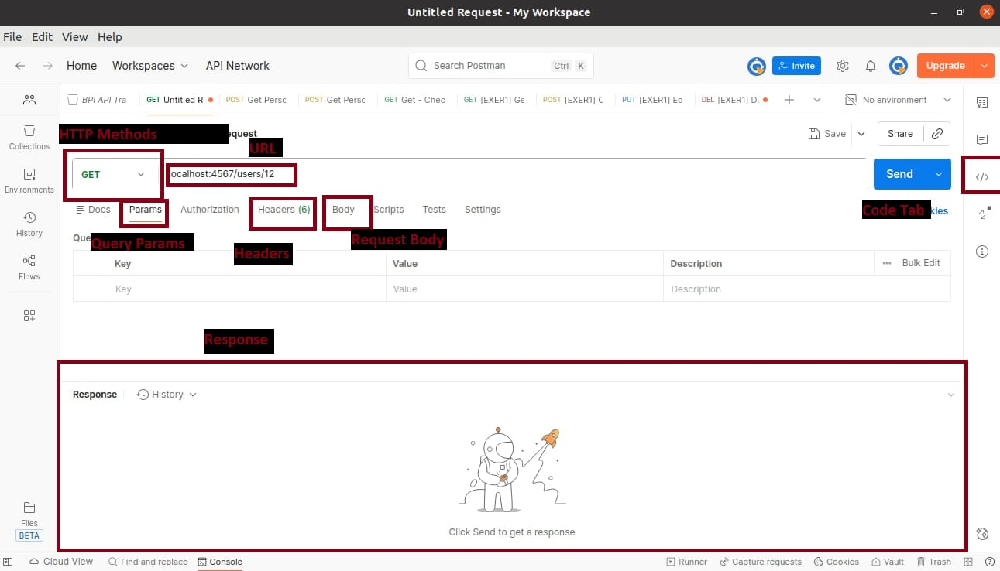 Untitled Request - My Workspace
File Edit View Help
Home Workspaces API Network Search Postman Ctrl K Invite Upgrade
BPI API Tra GET Untitled R POST Get Persc POST Get Persc GET Get - Chec GET [EXER1] Ge POST [EXER1] C PUT [EXER1] Ed DEL [EXER1] De No environment
HTTP Methods equest Save Share
URL
GET localhost:4567/users/12 Send
Docs Params Authorization Headers (6) Body Scripts Tests Settings Code Tab kies
Que Query Params Headers Request Body
Key Value Description Bulk Edit
Key Value Description
Response
Response History
Click Send to get a response
Collections
Environments
History
Flows
Files
BETA
Cloud View Find and replace Console Runner Capture requests Cookies Vault Trash